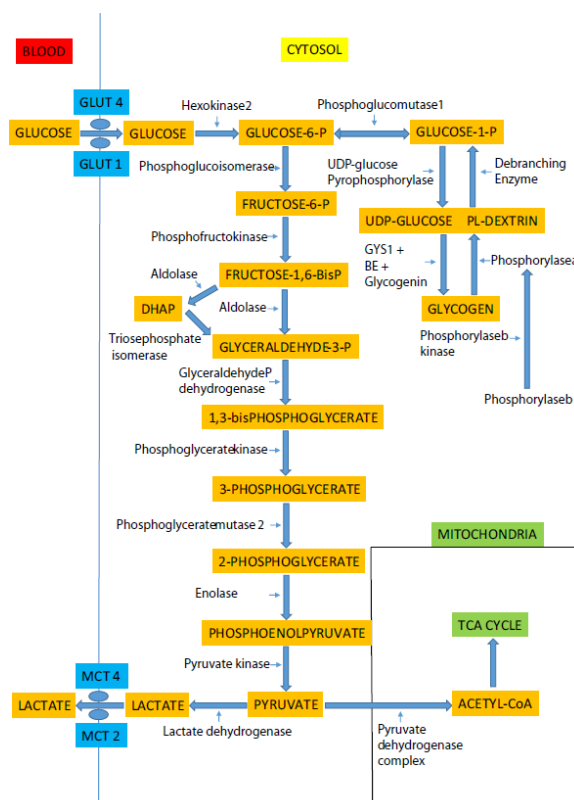 BLOOD
CYTOSOL
GLUT 4
Hexokinase2
Phosphoglucomutase1
GLUCOSE
GLUCOSE
GLUCOSE-6-P
GLUCOSE-1-P
GLUT 1
Phosphoglucoisomerase
UDP-glucose
Pyrophosphorylase
Debranching
Enzyme
FRUCTOSE-6-P
UDP-GLUCOSE
PL-DEXTRIN
Phosphofructokinase
GYS1 +
BE +
Glycogenin
Phosphorylasea
Aldolase
FRUCTOSE-1,6-BisP
DHAP
Aldolase
GLYCOGEN
Triosephosphate
isomerase
GLYCERALDEHYDE-3-P
Phosphorylaseb
kinase
GlyceraldehydeP
dehydrogenase
Phosphorylaseb
1,3-bisPHOSPHOGLYCERATE
Phosphoglyceratekinase
3-PHOSPHOGLYCERATE
Phosphoglyceratemutase 2
MITOCHONDRIA
2-PHOSPHOGLYCERATE
Enolase
TCA CYCLE
PHOSPHOENOLPYRUVATE
Pyruvate kinase
MCT 4
LACTATE
LACTATE
PYRUVATE
ACETYL-CoA
MCT 2
Lactate dehydrogenase
Pyruvate
dehydrogenase
complex